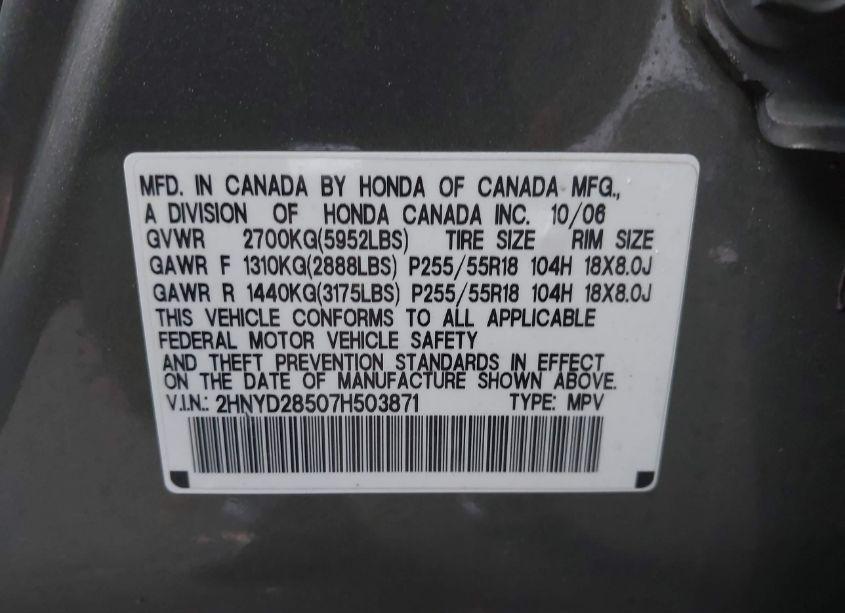 MFD. IN CANADA BY HONDA OF CANADA MFG.,
A DIVISION OF HONDA CANADA INC. 10/06
GVWR 2700KG(5952LBS) TIRE SIZE RIM SIZE
GAWR F 1310KG(2888LBS) P255/55R18 104H 18X8.0J
GAWR R 1440KG(3175LBS) P255/55R18 104H 18X8.0J
THIS VEHICLE CONFORMS TO ALL APPLICABLE
FEDERAL MOTOR VEHICLE SAFETY
AND THEFT PREVENTION STANDARDS IN EFFECT
ON THE DATE OF MANUFACTURE SHOWN ABOVE.
V.I.N.: 2HNYD28507H503871 TYPE: MPV